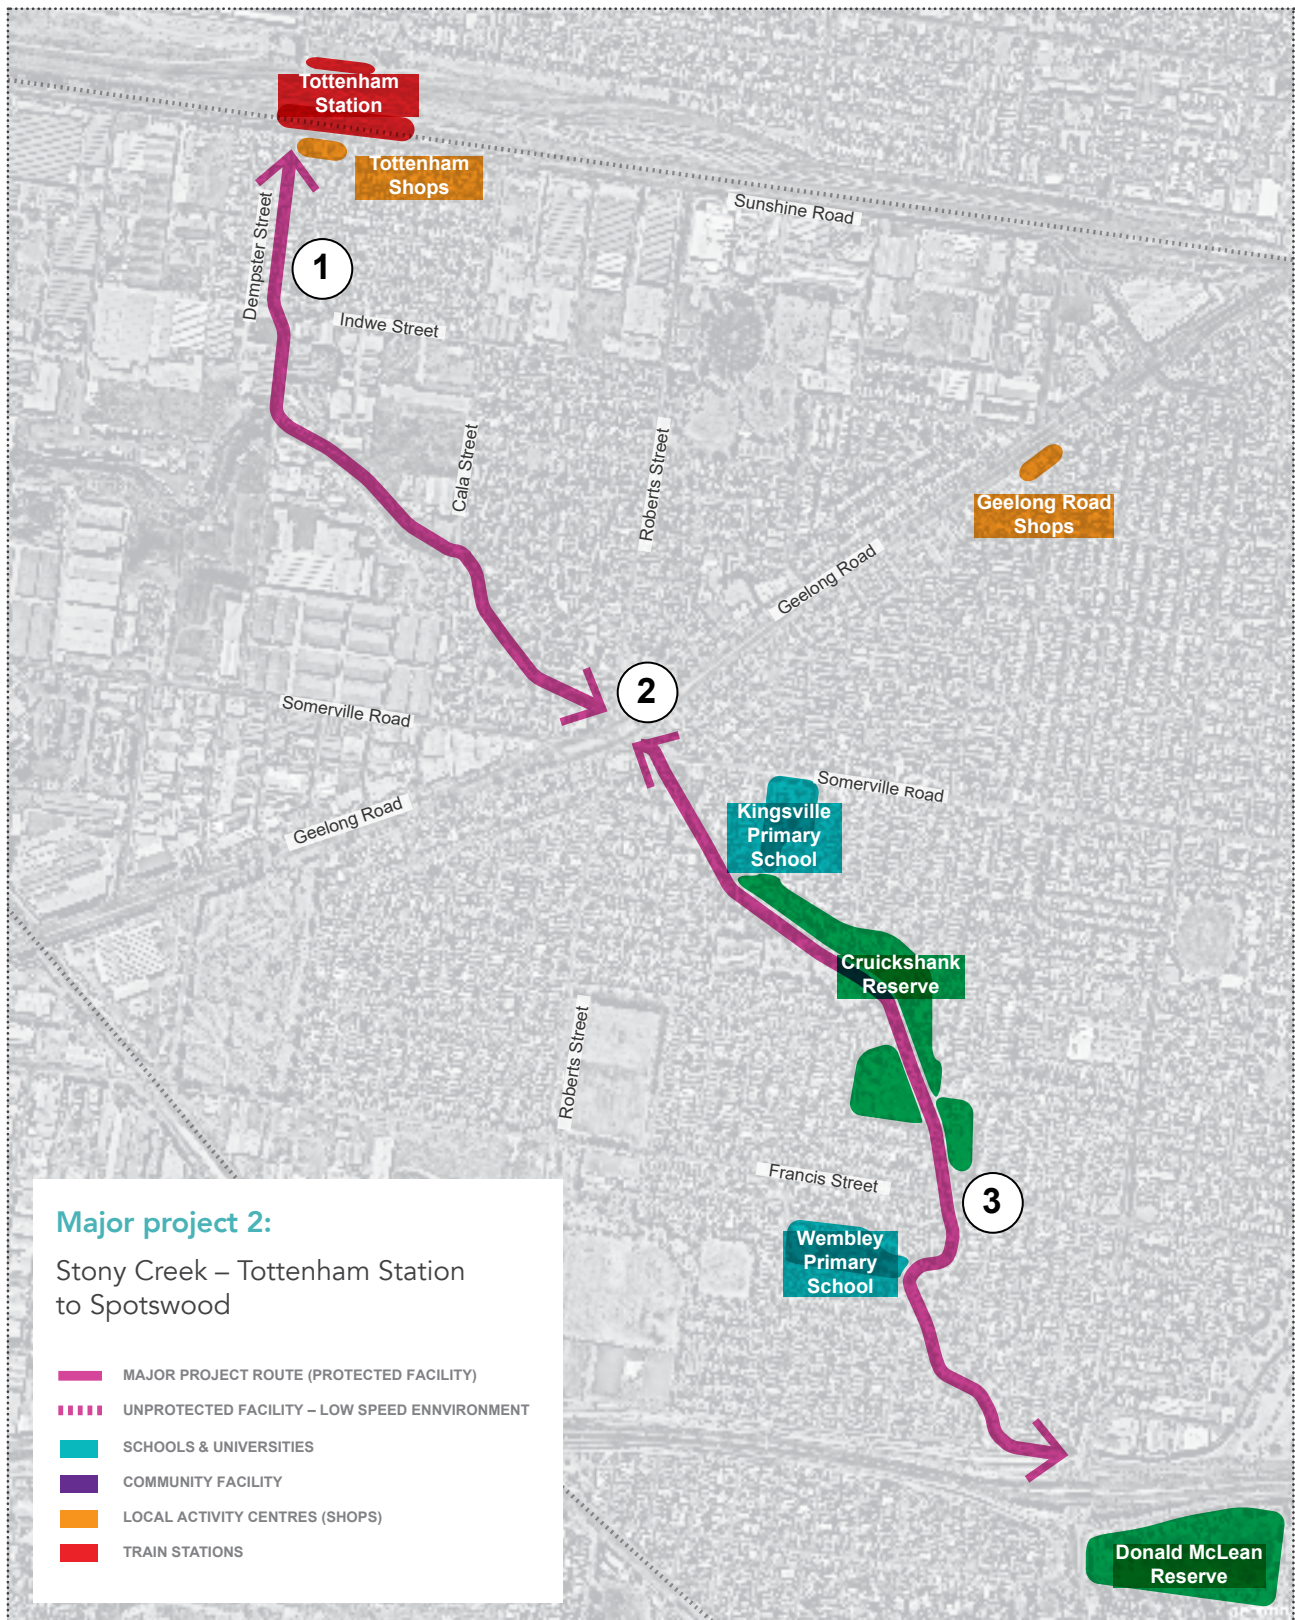 Tottenham
Station
Tottenham
Shops
Sunshine Road
Dempster Street
1
Indwe Street
Cala Street
Roberts Street
Geelong Road
Shops
Geelong Road
2
Somerville Road
Somerville Road
Geelong Road
Kingsville
Primary
School
Cruickshank
Reserve
Roberts Street
Francis Street
3
Wembley
Primary
School
Major project 2:
Stony Creek – Tottenham Station
to Spotswood
MAJOR PROJECT ROUTE (PROTECTED FACILITY)
UNPROTECTED FACILITY – LOW SPEED ENNVIRONMENT
SCHOOLS & UNIVERSITIES
COMMUNITY FACILITY
LOCAL ACTIVITY CENTRES (SHOPS)
TRAIN STATIONS
Donald McLean
Reserve